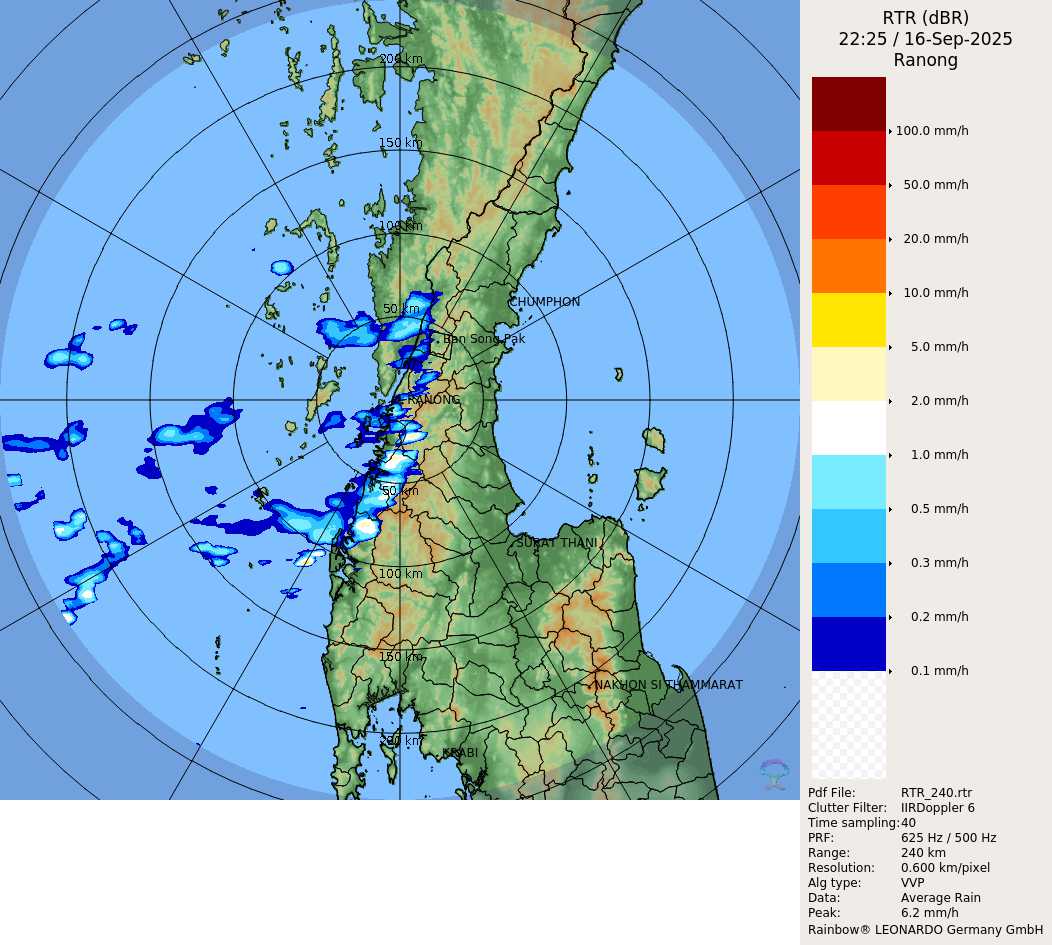 RTR (dBR)
22:25 / 16-Sep-2025
Ranong
100.0 mm/h
50.0 mm/h
20.0 mm/h
10.0 mm/h
5.0 mm/h
2.0 mm/h
1.0 mm/h
0.5 mm/h
0.3 mm/h
0.2 mm/h
0.1 mm/h
200 km
150 km
100 km
50 km
CHUMPHON
Ban Song Pak
RANONG
50 km
SURAT THANI
100 km
150 km
NAKHON SI THAMMARAT
200 km
KRABI
Pdf File: RTR_240.rtr
Clutter Filter: IIRDoppler 6
Time sampling:40
PRF: 625 Hz / 500 Hz
Range: 240 km
Resolution: 0.600 km/pixel
Alg type: VVP
Data: Average Rain
Peak: 6.2 mm/h
Rainbow® LEONARDO Germany GmbH